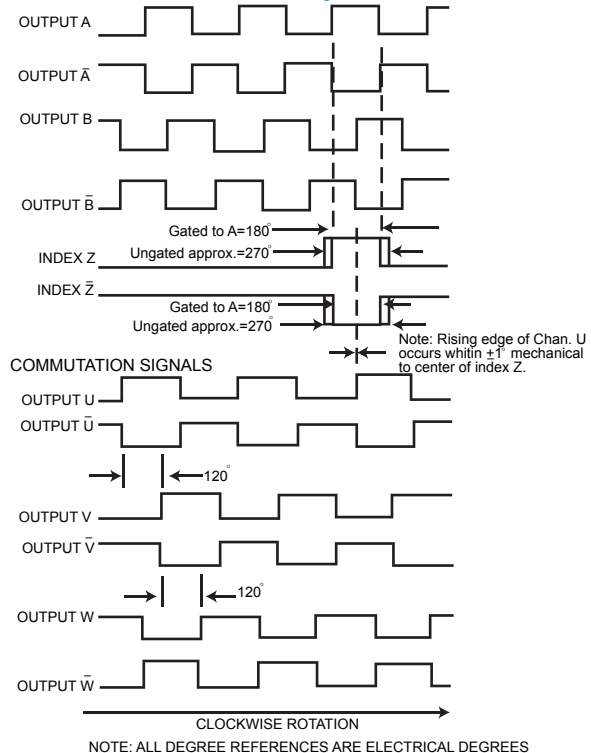 OUTPUT A
OUTPUT A̅
OUTPUT B
OUTPUT B̅
Gated to A=180°
Ungated approx.=270°
INDEX Z
INDEX Z̅
Gated to A=180°
Ungated approx.=270°
Note: Rising edge of Chan. U
occurs whitin ±1° mechanical
to center of index Z.
COMMUTATION SIGNALS
OUTPUT U
OUTPUT U̅
120°
OUTPUT V
OUTPUT V̅
120°
OUTPUT W
OUTPUT W̅
CLOCKWISE ROTATION
NOTE: ALL DEGREE REFERENCES ARE ELECTRICAL DEGREES